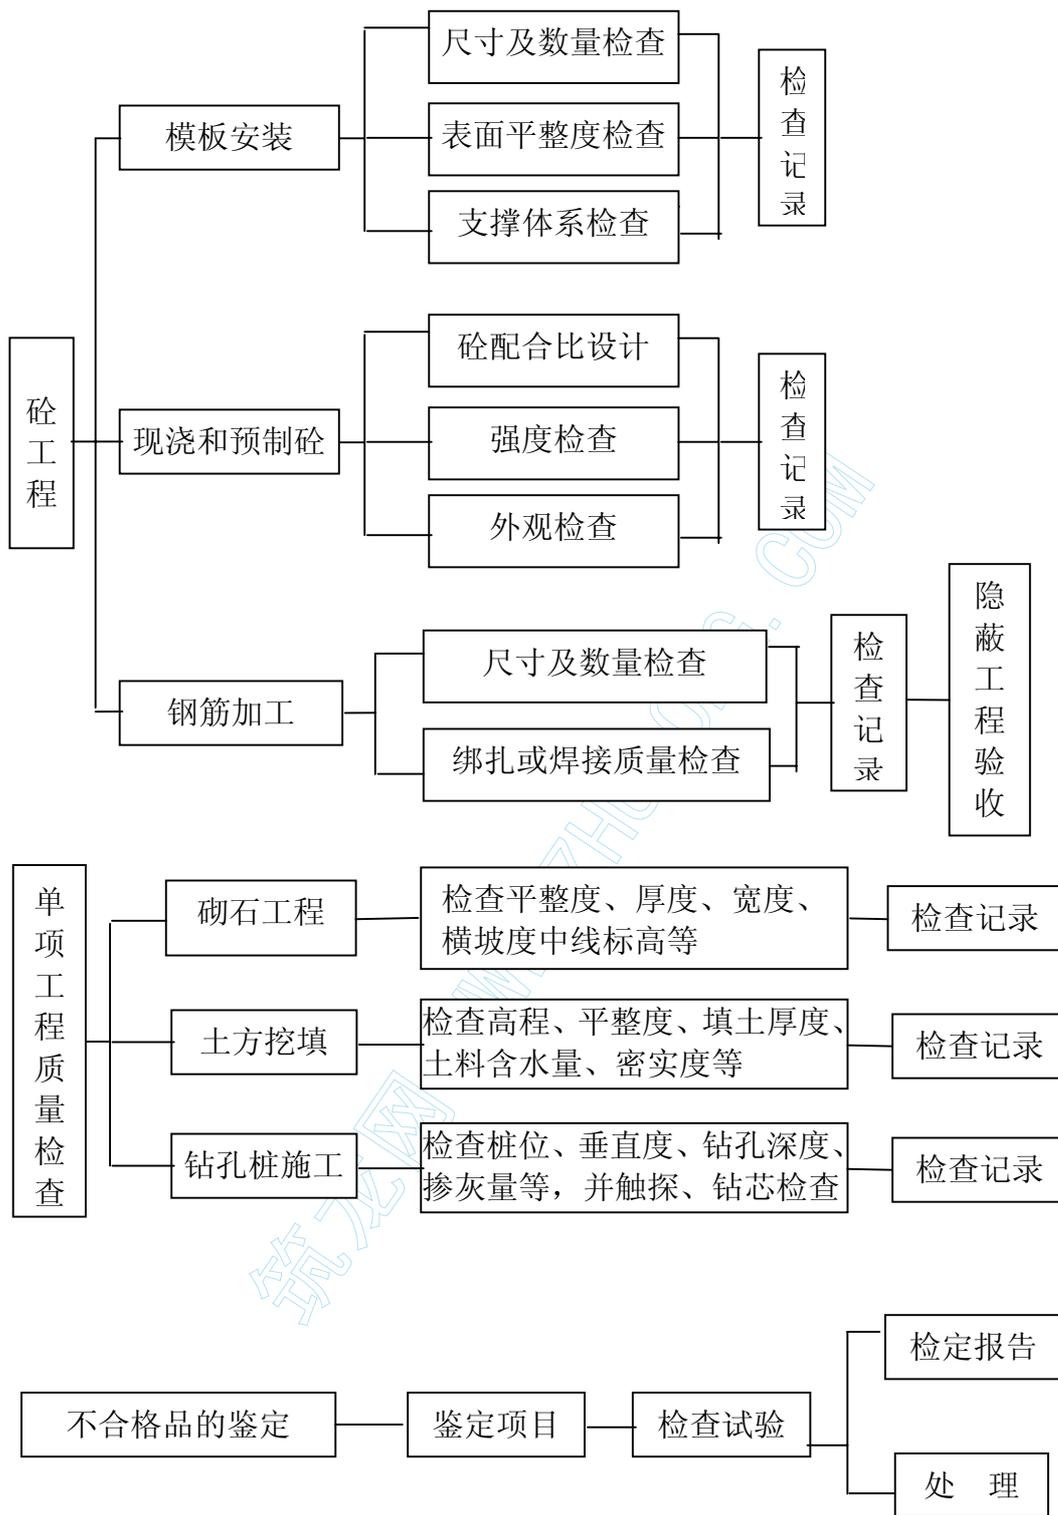 尺寸及数量检查
检查记录
模板安装
表面平整度检查
支撑体系检查
砼配合比设计
检查记录
砼工程
现浇和预制砼
强度检查
外观检查
隐蔽工程验收
尺寸及数量检查
检查记录
钢筋加工
绑扎或焊接质量检查
单项工程质量检查
砌石工程
检查平整度、厚度、宽度、
横坡度中线标高等
检查记录
土方挖填
检查高程、平整度、填土厚度、
土料含水量、密实度等
检查记录
钻孔桩施工
检查桩位、垂直度、钻孔深度、
掺灰量等，并触探、钻芯检查
检查记录
检定报告
不合格品的鉴定
鉴定项目
检查试验
处 理
筑龙网